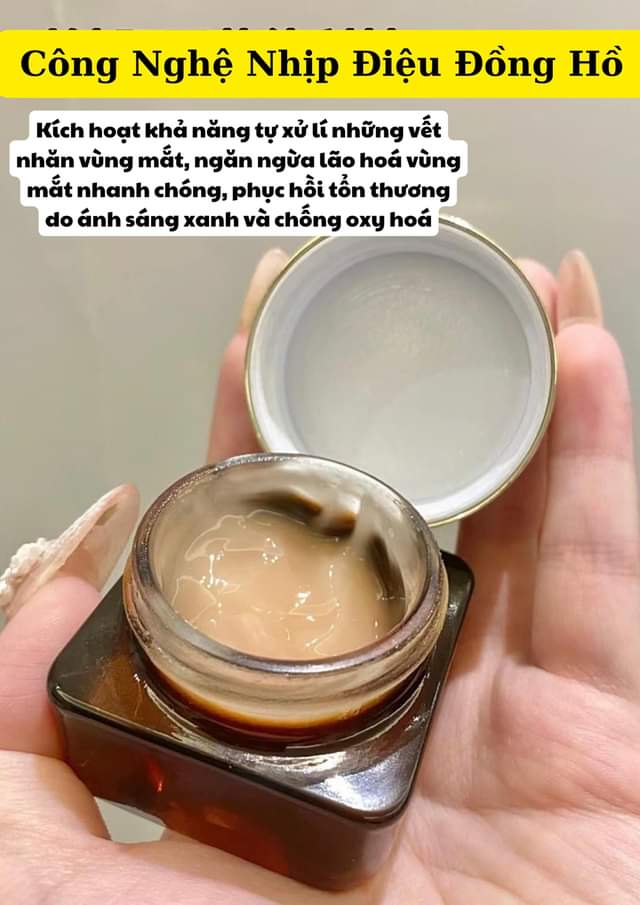 Công Nghệ Nhịp Điệu Đồng Hồ
Kích hoạt khả năng tự xử lí những vết
nhăn vùng mắt, ngăn ngừa lão hoá vùng
mắt nhanh chóng, phục hồi tổn thương
do ánh sáng xanh và chống oxy hoá